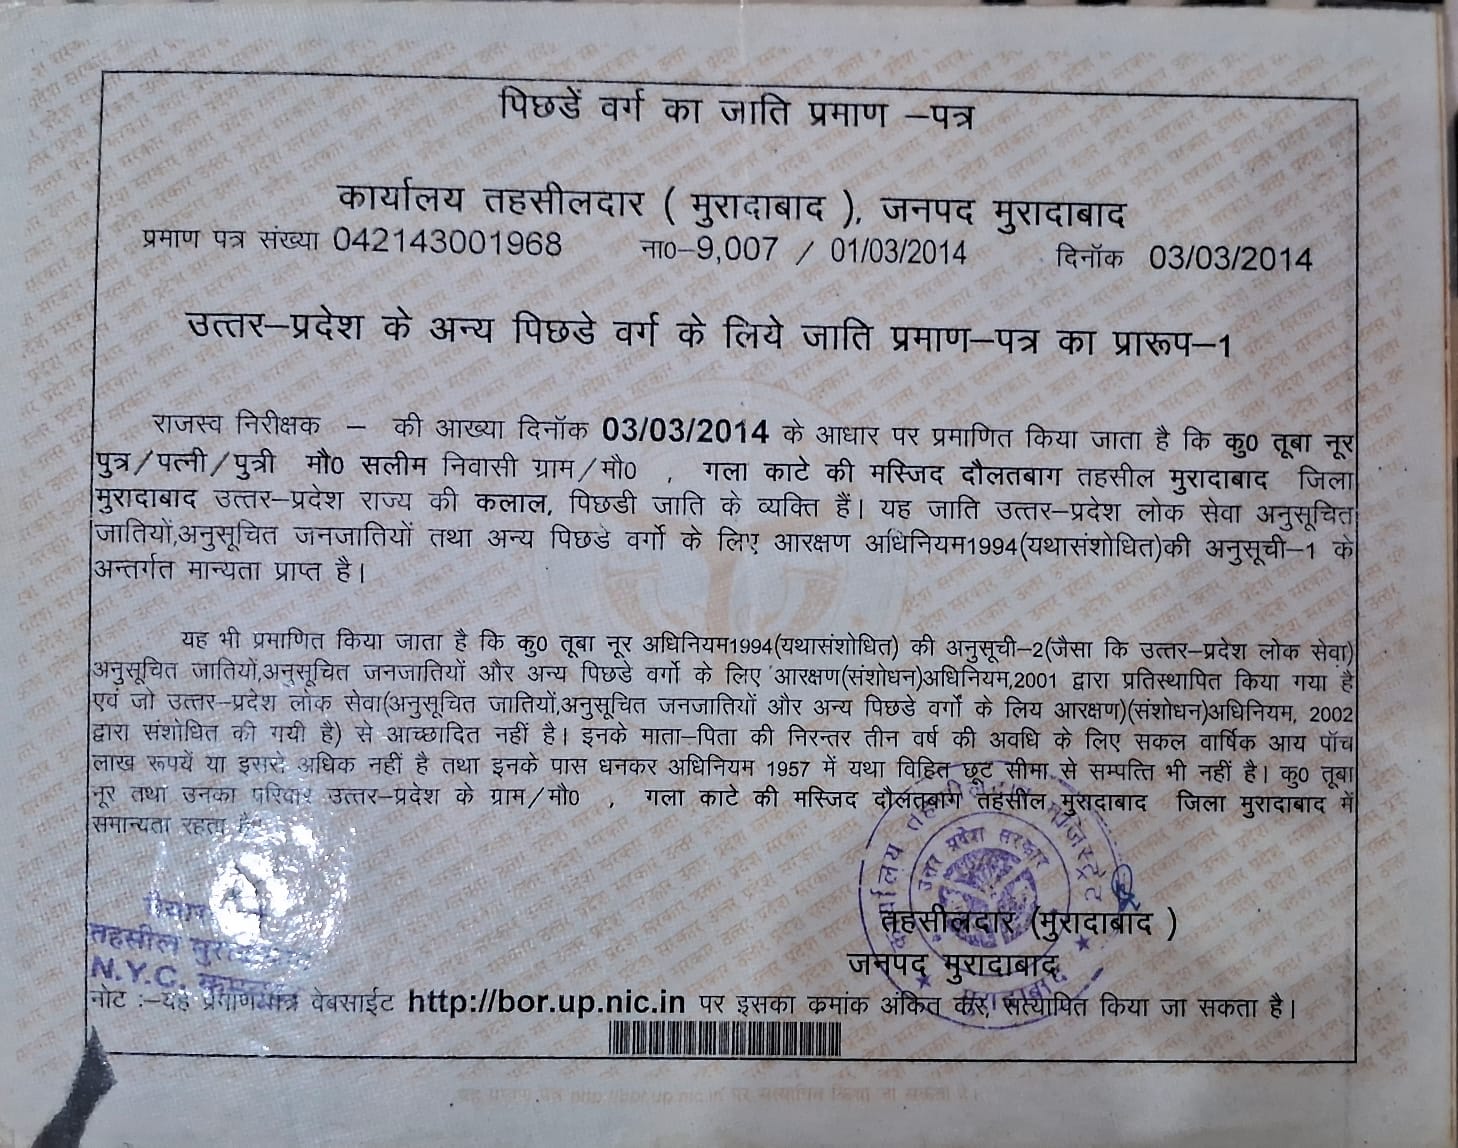 पिछडें वर्ग का जाति प्रमाण –पत्र
कार्यालय तहसीलदार ( मुरादाबाद ), जनपद मुरादाबाद
प्रमाण पत्र संख्या 042143001968 ना0–9,007 / 01/03/2014 दिनॉक 03/03/2014
उत्तर–प्रदेश के अन्य पिछडे वर्ग के लिये जाति प्रमाण–पत्र का प्रारूप–1
राजस्व निरीक्षक – की आख्या दिनॉक 03/03/2014 के आधार पर प्रमाणित किया जाता है कि कु0 तूबा नूर
पुत्र/पत्नी/पुत्री मौ0 सलीम निवासी ग्राम/मौ0 , गला काटे की मस्जिद दौलतबाग तहसील मुरादाबाद जिला
मुरादाबाद उत्तर–प्रदेश राज्य की कलाल, पिछडी जाति के व्यक्ति हैं। यह जाति उत्तर–प्रदेश लोक सेवा अनुसूचित
जातियों,अनुसूचित जनजातियों तथा अन्य पिछडे वर्गो के लिए आरक्षण अधिनियम1994(यथासंशोधित)की अनुसूची–1 के
अन्तर्गत मान्यता प्राप्त है।
यह भी प्रमाणित किया जाता है कि कु0 तूबा नूर अधिनियम1994(यथासंशोधित) की अनुसूची–2(जैसा कि उत्तर–प्रदेश लोक सेवा)
अनुसूचित जातियों,अनुसूचित जनजातियों और अन्य पिछडे वर्गो के लिए आरक्षण(संशोधन)अधिनियम,2001 द्वारा प्रतिस्थापित किया गया है
एवं जो उत्तर–प्रदेश लोक सेवा(अनुसूचित जातियों,अनुसूचित जनजातियों और अन्य पिछडे वर्गों के लिय आरक्षण)(संशोधन)अधिनियम, 2002
द्वारा संशोधित की गयी है) से आच्छादित नहीं है। इनके माता–पिता की निरन्तर तीन वर्ष की अवधि के लिए सकल वार्षिक आय पॉच
लाख रूपयें या इससे अधिक नहीं है तथा इनके पास धनकर अधिनियम 1957 में यथा विहित छूट सीमा से सम्पत्ति भी नहीं है। कु0 तूबा
नूर तथा उनका परिवार उत्तर–प्रदेश के ग्राम/मौ0 , गला काटे की मस्जिद दौलतबाग तहसील मुरादाबाद जिला मुरादाबाद में
समान्यता रहता है
उत्तर प्रदेश सरकार
तहसील
N.Y.C.
तहसीलदार (मुरादाबाद )
जनपद मुरादाबाद
नोट :–यह प्रमाणपत्र वेबसाईट http://bor.up.nic.in पर इसका कमांक अंकित कर, सत्यापित किया जा सकता है।